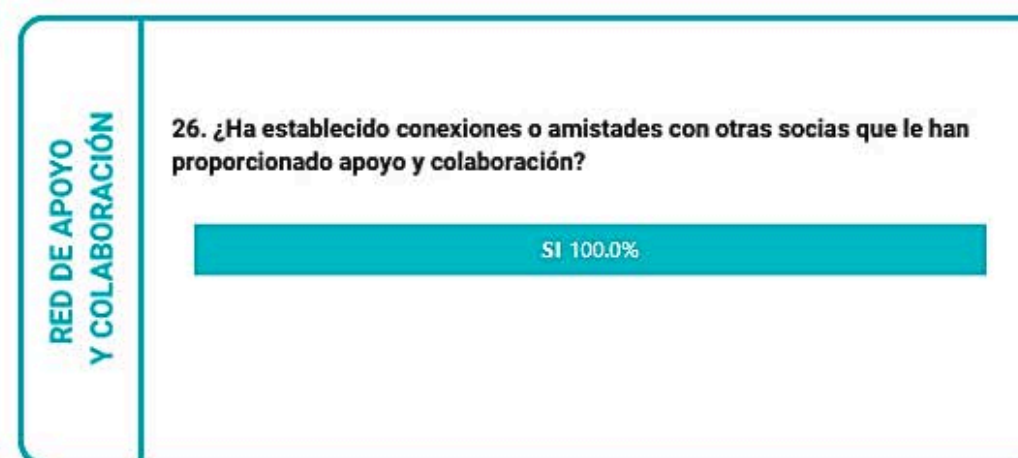 RED DE APOYO
Y COLABORACIÓN
26. ¿Ha establecido conexiones o amistades con otras socias que le han
proporcionado apoyo y colaboración?
SI 100.0%